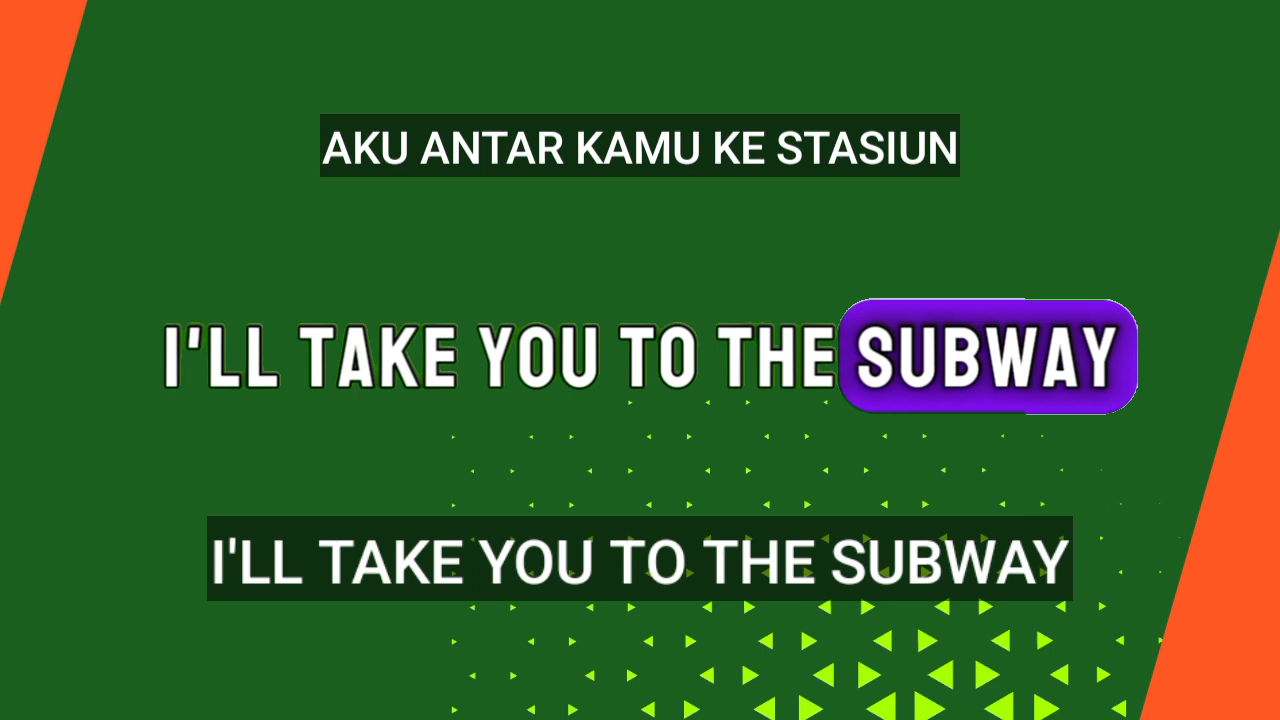 AKU ANTAR KAMU KE STASIUN
I'LL TAKE YOU TO THE SUBWAY
I'LL TAKE YOU TO THE SUBWAY